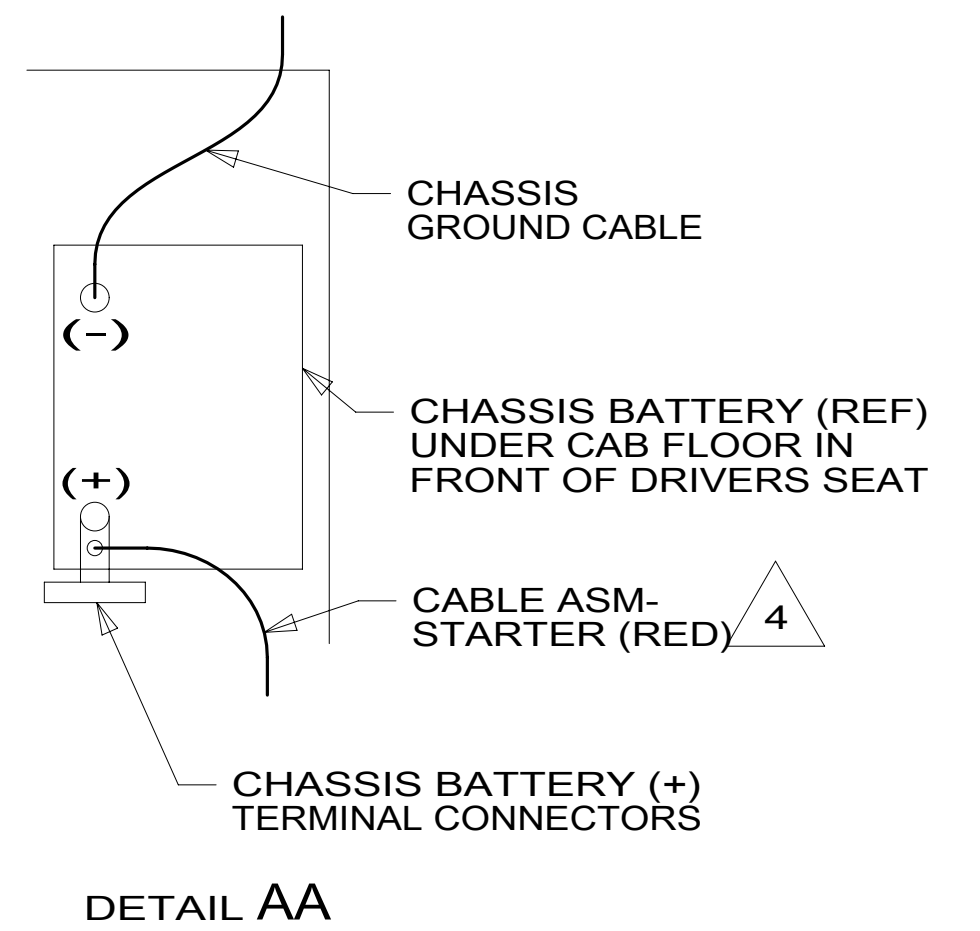 CHASSIS
GROUND CABLE
(-)
CHASSIS BATTERY (REF)
UNDER CAB FLOOR IN
FRONT OF DRIVERS SEAT
(+)
CABLE ASM-
STARTER (RED)
4
CHASSIS BATTERY (+)
TERMINAL CONNECTORS
DETAIL AA